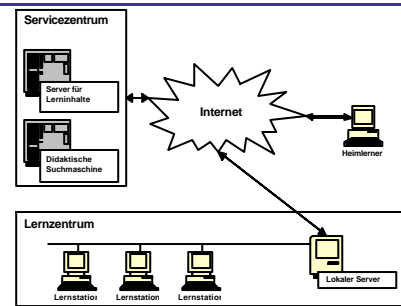 Servicezentrum
Server für
Lerninhalte
Didaktische
Suchmaschine
Internet
Heimlerner
Lernzentrum
Lokaler Server
Lernstation
Lernstation
Lernstation